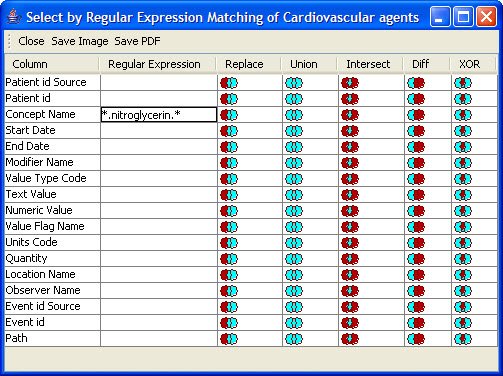 Select by Regular Expression Matching of Cardiovascular agents
Close Save Image Save PDF
Column Regular Expression Replace Union Intersect Diff XOR
Patient id Source
Patient id
Concept Name *.nitroglycerin.*
Start Date
End Date
Modifier Name
Value Type Code
Text Value
Numeric Value
Value Flag Name
Units Code
Quantity
Location Name
Observer Name
Event id Source
Event id
Path